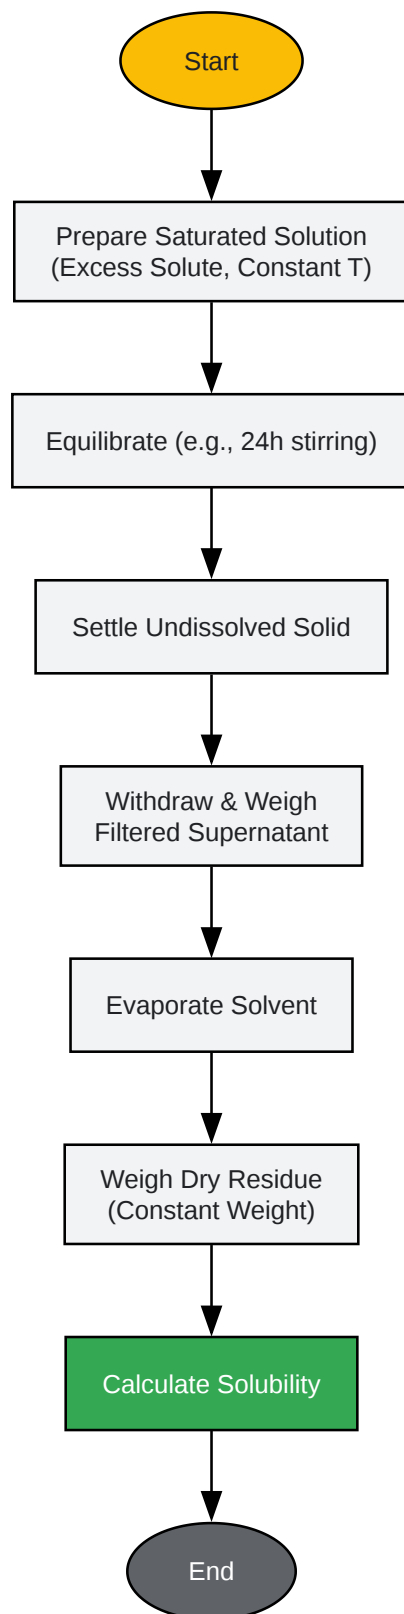 Start
Prepare Saturated Solution
(Excess Solute, Constant T)
Equilibrate (e.g., 24h stirring)
Settle Undissolved Solid
Withdraw & Weigh
Filtered Supernatant
Evaporate Solvent
Weigh Dry Residue
(Constant Weight)
Calculate Solubility
End